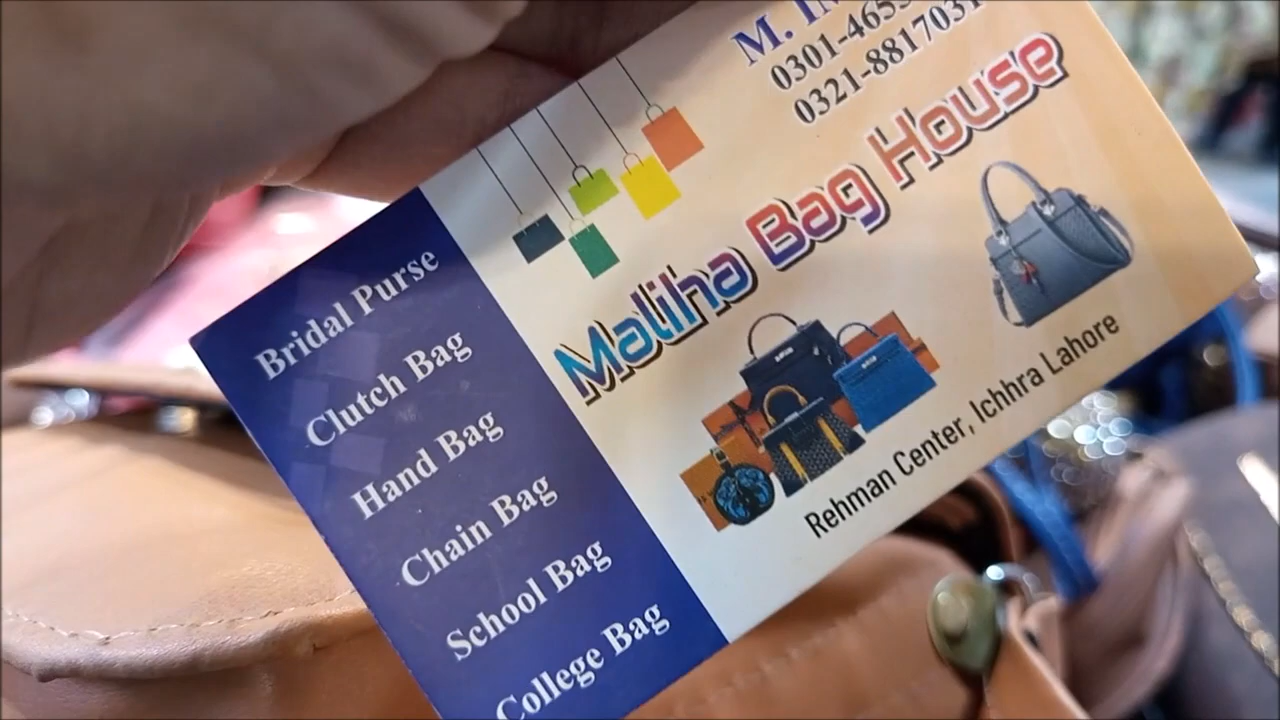 M.
0301-465
0321-8817031
Maliha Bag House
Rehman Center, Ichhra Lahore
Bridal Purse
Clutch Bag
Hand Bag
Chain Bag
School Bag
College Bag